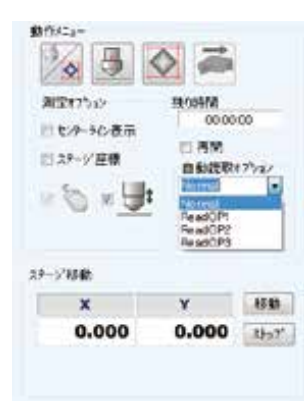 動作メニュー
測定オプション
残り時間
00:00:00
センターライン表示
再開
ステージ座標
自動読取オプション
Normal
Normal
ReadOP1
ReadOP2
ReadOP3
ステージ移動
X Y 移動
0.000 0.000 ストップ